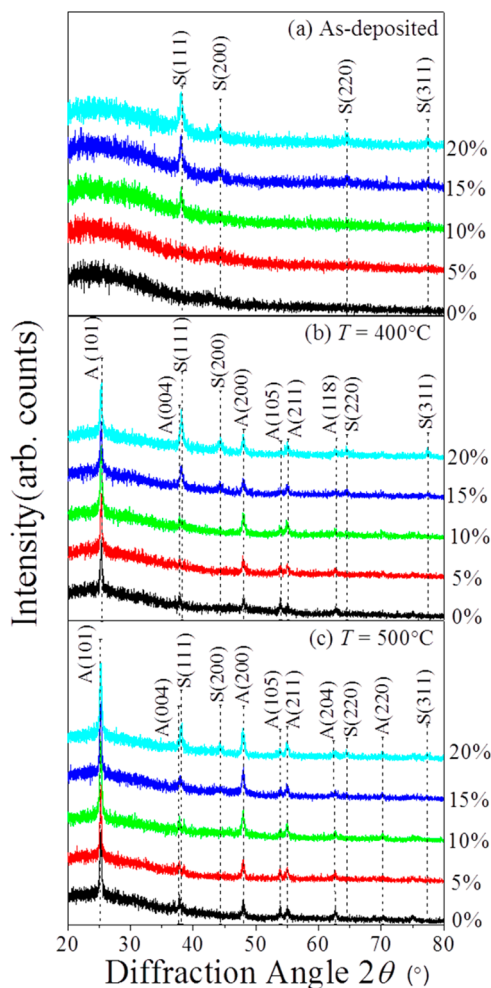 (a) As-deposited
S(111)
S(200)
S(220)
S(311)
20%
15%
10%
5%
0%
(b) T = 400°C
A (101)
A(004)
S(111)
S(200)
A(200)
A(105)
A(211)
A(118)
S(220)
S(311)
20%
15%
10%
5%
0%
(c) T = 500°C
A(101)
A(004)
S(111)
S(200)
A(200)
A(105)
A(211)
A(204)
S(220)
A(220)
S(311)
20%
15%
10%
5%
0%
20 30 40 50 60 70 80
Diffraction Angle 2θ (°)
Intensity(arb. counts)